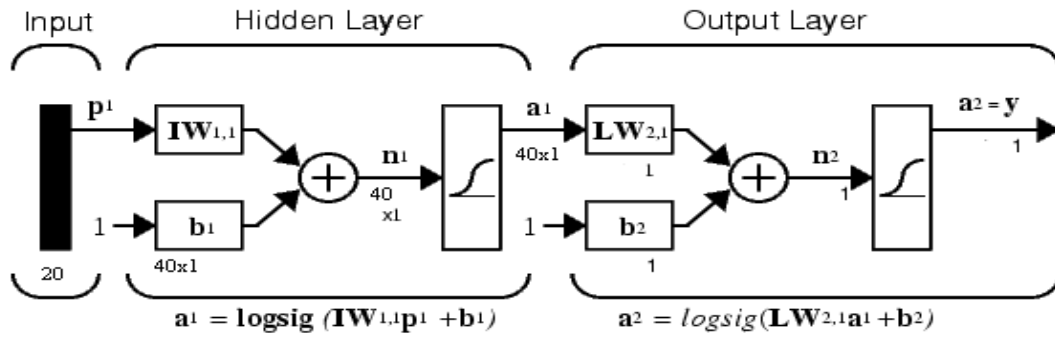 Input Hidden Layer Output Layer
p1 a1 a2 = y
IW1,1 n1 40x1 LW2,1 n2 1
40 x1 1 1
1 b1 1 b2
20 40x1 1
a1 = logsig (IW1,1p1 +b1) a2 = logsig(LW2,1a1 +b2)